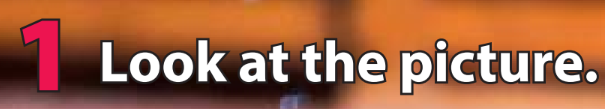 1 Look at the picture.